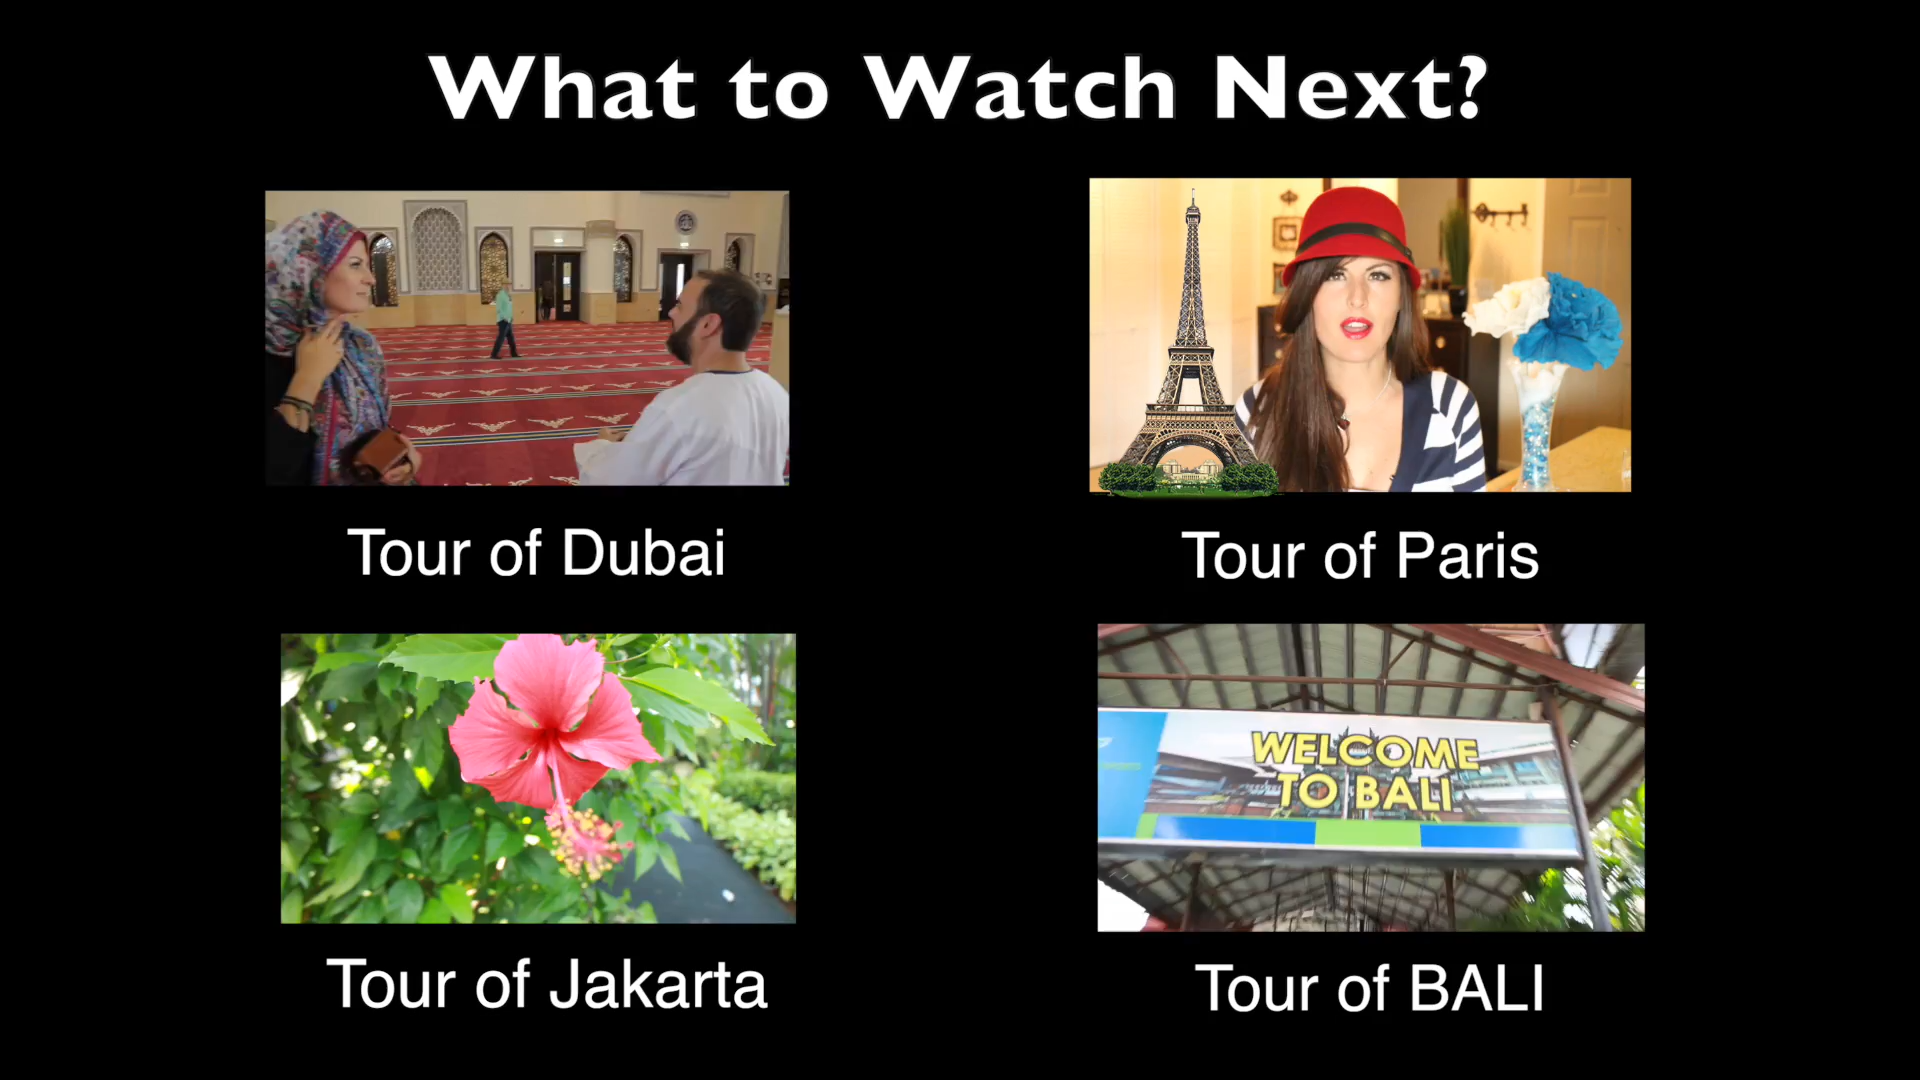 What to Watch Next?
Tour of Dubai
Tour of Paris
WELCOME
TO BALI
Tour of Jakarta
Tour of BALI